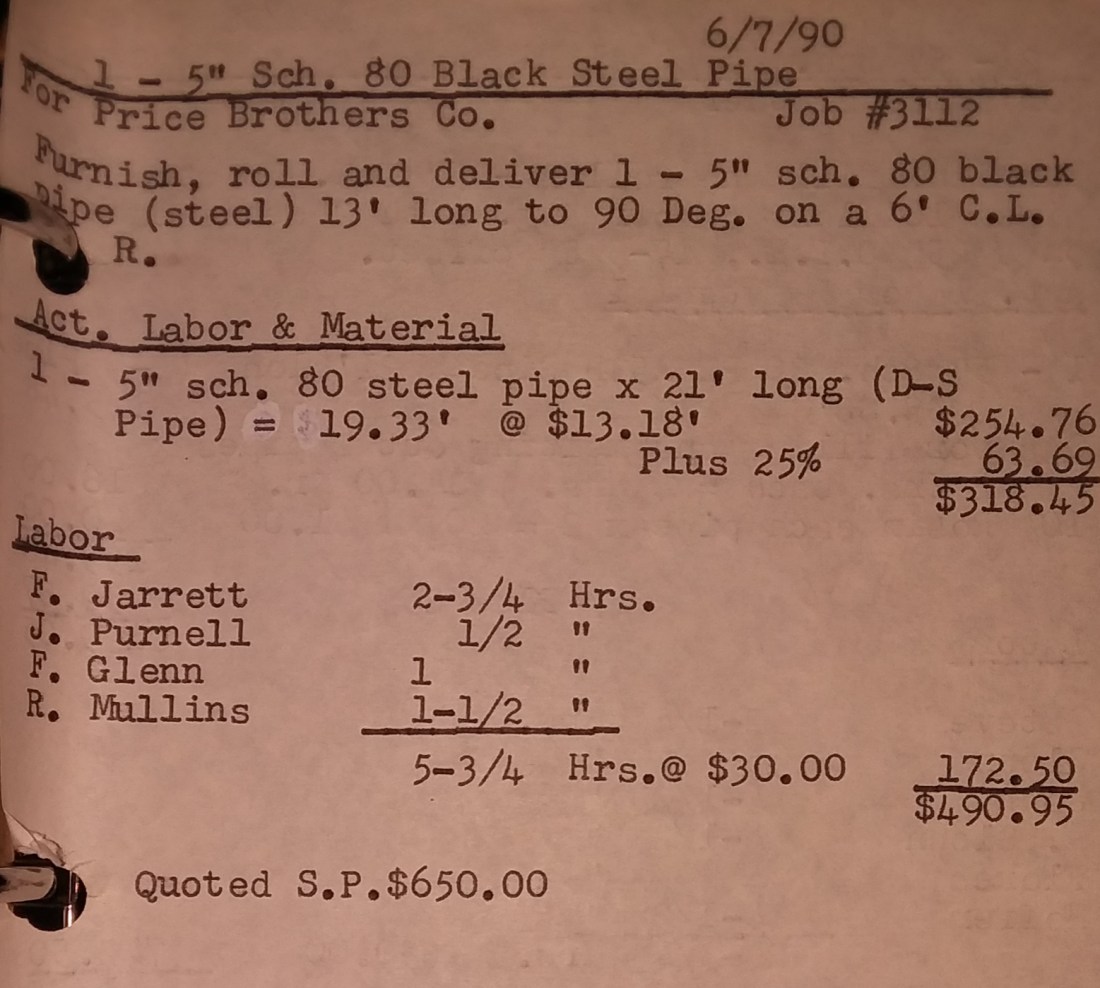 6/7/90
1 - 5" Sch. 80 Black Steel Pipe
For Price Brothers Co. Job #3112
Furnish, roll and deliver 1 - 5" sch. 80 black
pipe (steel) 13' long to 90 Deg. on a 6' C.L.
R.
Act. Labor & Material
1 - 5" sch. 80 steel pipe x 21' long (D-S
Pipe) = $19.33' @ $13.18' $254.76
Plus 25% 63.69
$318.45
Labor
F. Jarrett 2-3/4 Hrs.
J. Purnell 1/2 "
F. Glenn 1 "
R. Mullins 1-1/2 "
5-3/4 Hrs.@ $30.00 172.50
$490.95
Quoted S.P.$650.00